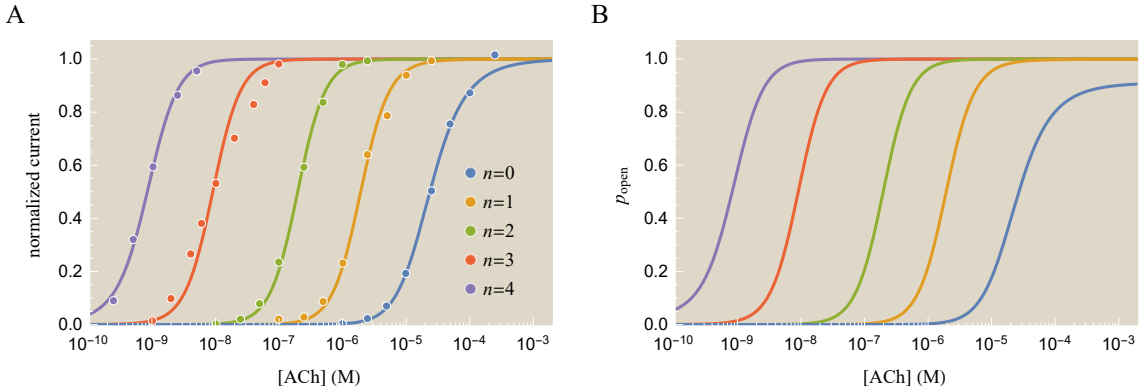 A
normalized current
1.0
0.8
0.6
0.4
0.2
0.0
n=0
n=1
n=2
n=3
n=4
10⁻¹⁰ 10⁻⁹ 10⁻⁸ 10⁻⁷ 10⁻⁶ 10⁻⁵ 10⁻⁴ 10⁻³
[ACh] (M)
B
p_open
1.0
0.8
0.6
0.4
0.2
0.0
10⁻¹⁰ 10⁻⁹ 10⁻⁸ 10⁻⁷ 10⁻⁶ 10⁻⁵ 10⁻⁴ 10⁻³
[ACh] (M)